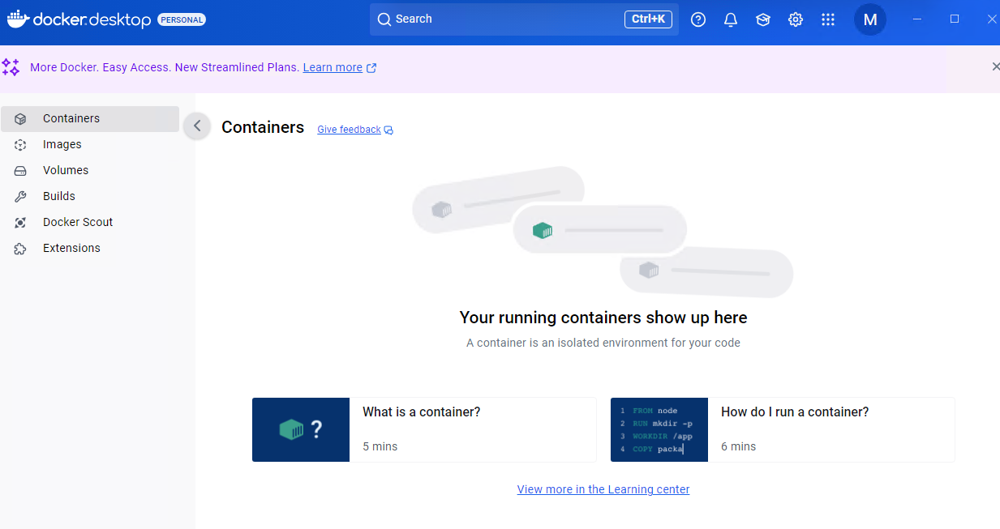 docker.desktop PERSONAL
Search Ctrl+K
M
More Docker. Easy Access. New Streamlined Plans. Learn more
Containers
Images
Volumes
Builds
Docker Scout
Extensions
Containers Give feedback
Your running containers show up here
A container is an isolated environment for your code
?
What is a container?
5 mins
1 FROM node
2 RUN mkdir -p
3 WORKDIR /app
4 COPY packa
How do I run a container?
6 mins
View more in the Learning center